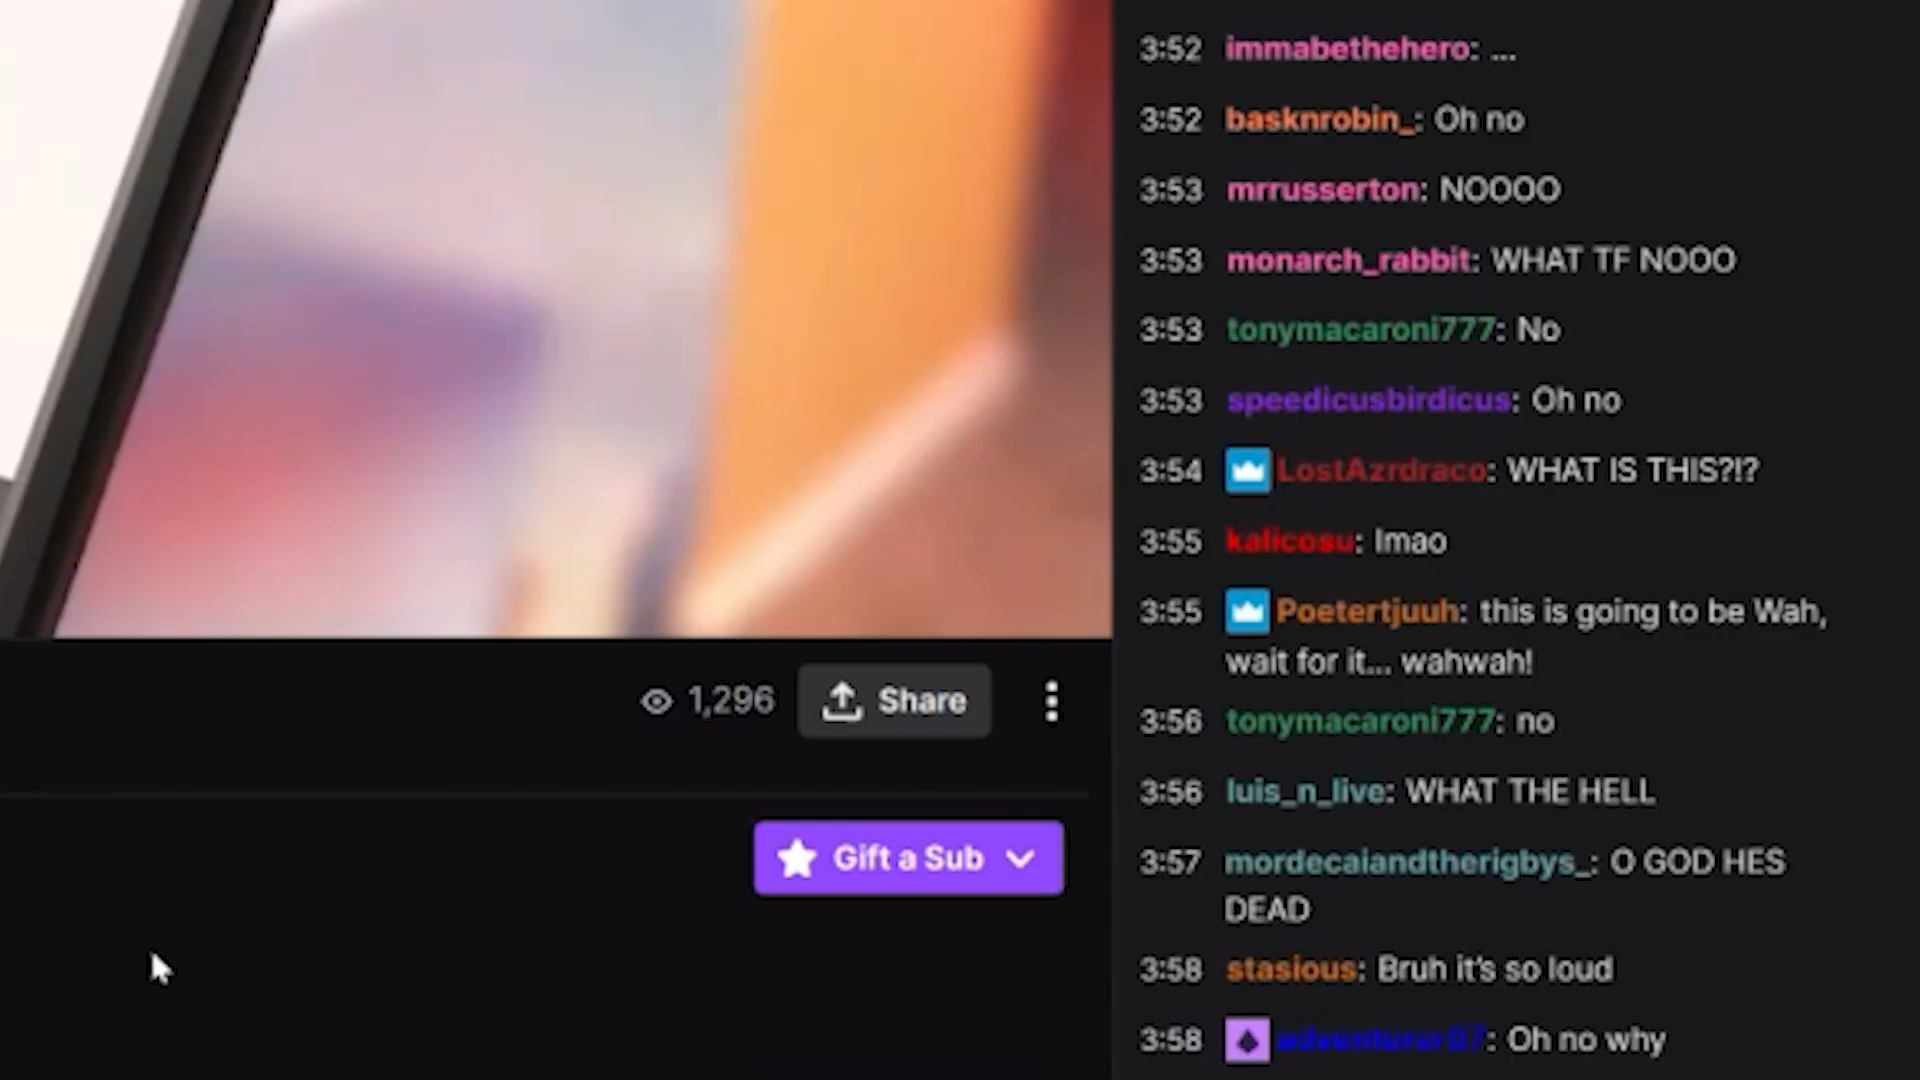 3:52 immabethehero: ...
3:52 basknrobin_: Oh no
3:53 mrrusserton: NOOOO
3:53 monarch_rabbit: WHAT TF NOOO
3:53 tonymacaroni777: No
3:53 speedicusbirdicus: Oh no
3:54 LostAzrdraco: WHAT IS THIS?!?
3:55 kalicosu: lmao
3:55 Poetertjuuh: this is going to be Wah,
wait for it... wahwah!
1,296 Share
3:56 tonymacaroni777: no
3:56 luis_n_live: WHAT THE HELL
Gift a Sub
3:57 mordecaiandtherigbys_: O GOD HES
DEAD
3:58 stasious: Bruh it's so loud
3:58 adventurer07: Oh no why